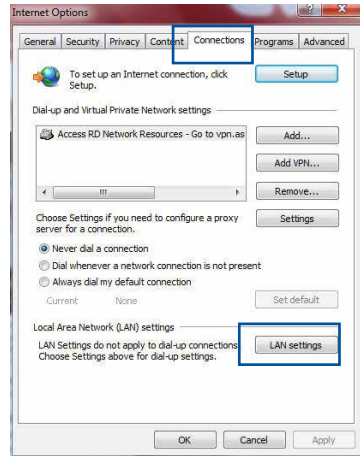 Internet Options
General Security Privacy Content Connections Programs Advanced
To set up an Internet connection, click
Setup.
Setup
Dial-up and Virtual Private Network settings
Access RD Network Resources - Go to vpn.as
Add...
Add VPN...
Remove...
Choose Settings if you need to configure a proxy
server for a connection.
Settings
Never dial a connection
Dial whenever a network connection is not present
Always dial my default connection
Current None
Set default
Local Area Network (LAN) settings
LAN Settings do not apply to dial-up connections
Choose Settings above for dial-up settings.
LAN settings
OK Cancel Apply